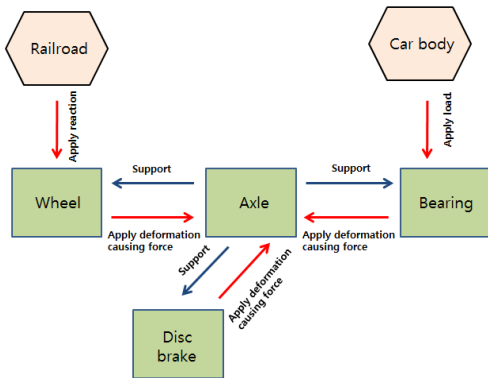 Railroad
Car body
Apply reaction
Apply load
Support
Support
Wheel
Axle
Bearing
Apply deformation
causing force
Apply deformation
causing force
Support
Apply deformation
causing force
Disc
brake